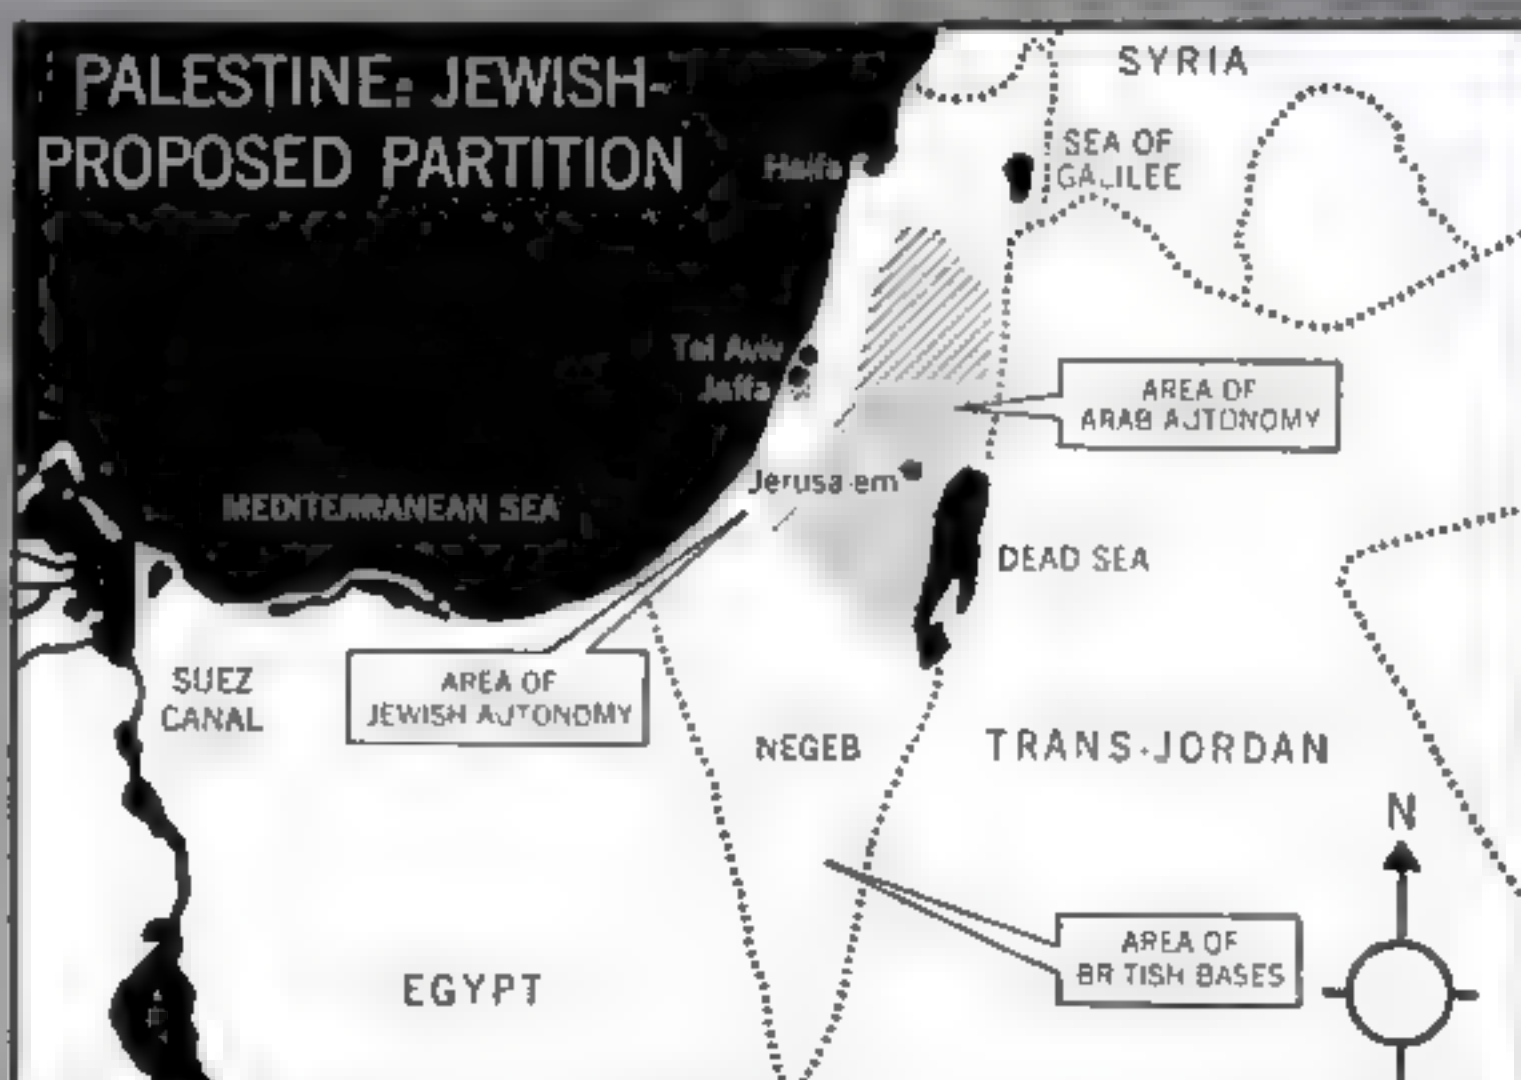 PALESTINE: JEWISH-
PROPOSED PARTITION
SYRIA
SEA OF
GALILEE
Haifa
Tel Aviv
Jaffa
AREA OF
ARAB AUTONOMY
Jerusalem
MEDITERRANEAN SEA
DEAD SEA
SUEZ
CANAL
AREA OF
JEWISH AUTONOMY
NEGEB
TRANS-JORDAN
N
AREA OF
BRITISH BASES
EGYPT